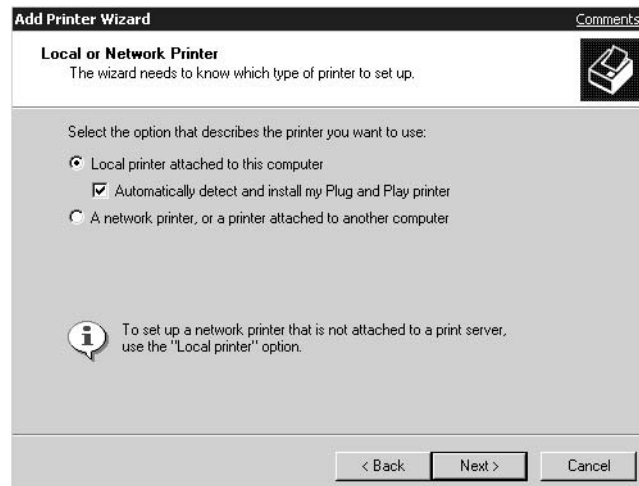 Add Printer Wizard Comments
Local or Network Printer
The wizard needs to know which type of printer to set up.
Select the option that describes the printer you want to use:
Local printer attached to this computer
Automatically detect and install my Plug and Play printer
A network printer, or a printer attached to another computer
To set up a network printer that is not attached to a print server,
use the "Local printer" option.
< Back Next > Cancel